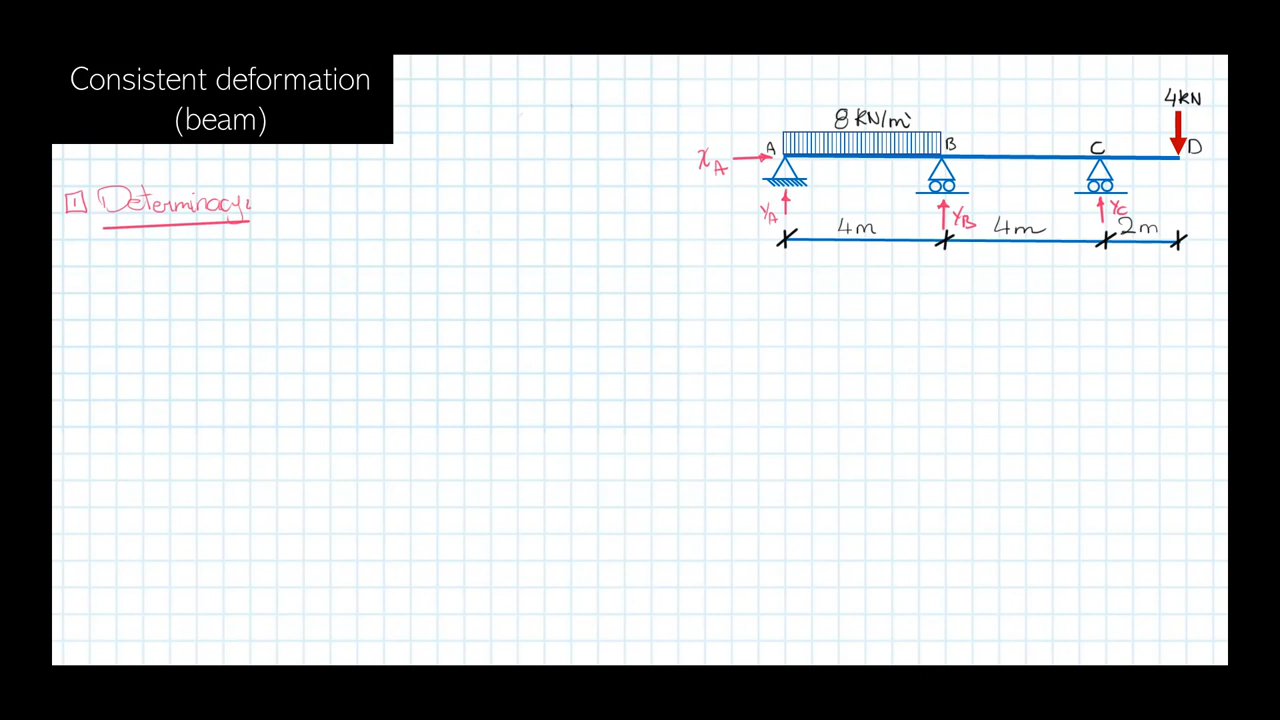 Consistent deformation
(beam)
4KN
8 KN/m'
A
B
C
D
XA
1 Determinacy:
YA
YB
YC
4m
4m
2m